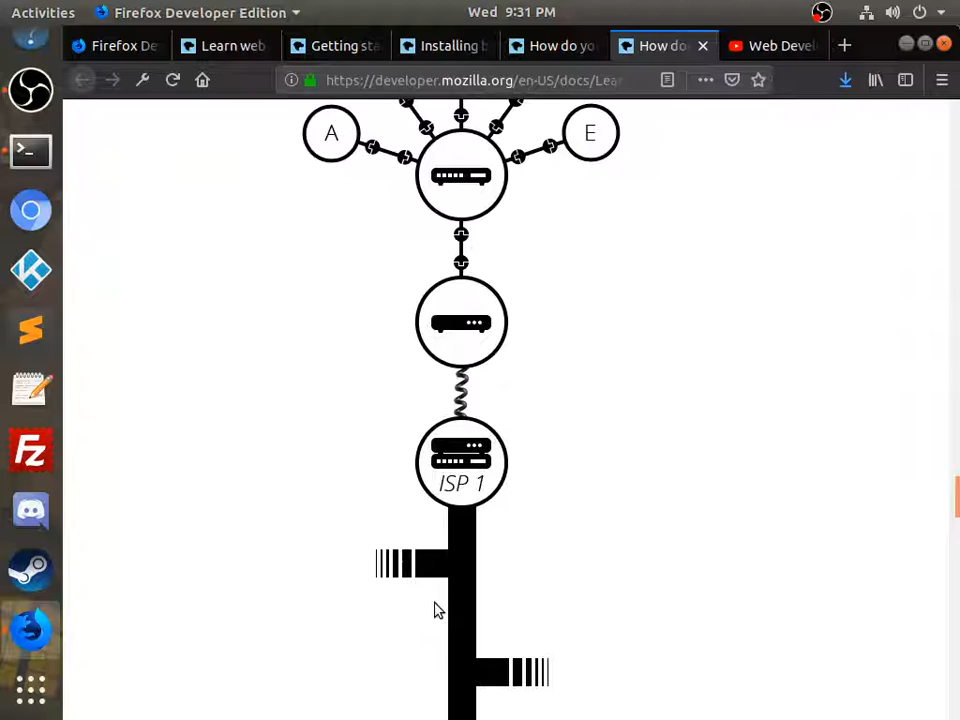 Activities Firefox Developer Edition Wed 9:31 PM
Firefox De Learn web Getting sta Installing b How do yo How do Web Devel
https://developer.mozilla.org/en-US/docs/Lea
A E
ISP 1